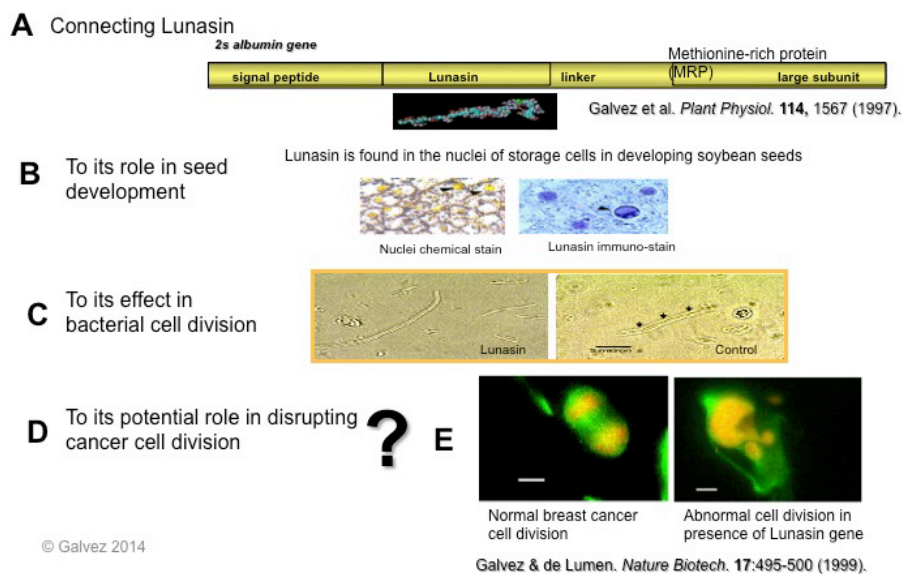 A Connecting Lunasin
2s albumin gene
signal peptide
Lunasin
linker
Methionine-rich protein
(MRP)
large subunit
Galvez et al. Plant Physiol. 114, 1567 (1997).
B To its role in seed
development
Lunasin is found in the nuclei of storage cells in developing soybean seeds
Nuclei chemical stain
Lunasin immuno-stain
C To its effect in
bacterial cell division
Lunasin
5 micron
Control
D To its potential role in disrupting
cancer cell division
?
E
Normal breast cancer
cell division
Abnormal cell division in
presence of Lunasin gene
© Galvez 2014
Galvez & de Lumen. Nature Biotech. 17:495-500 (1999).